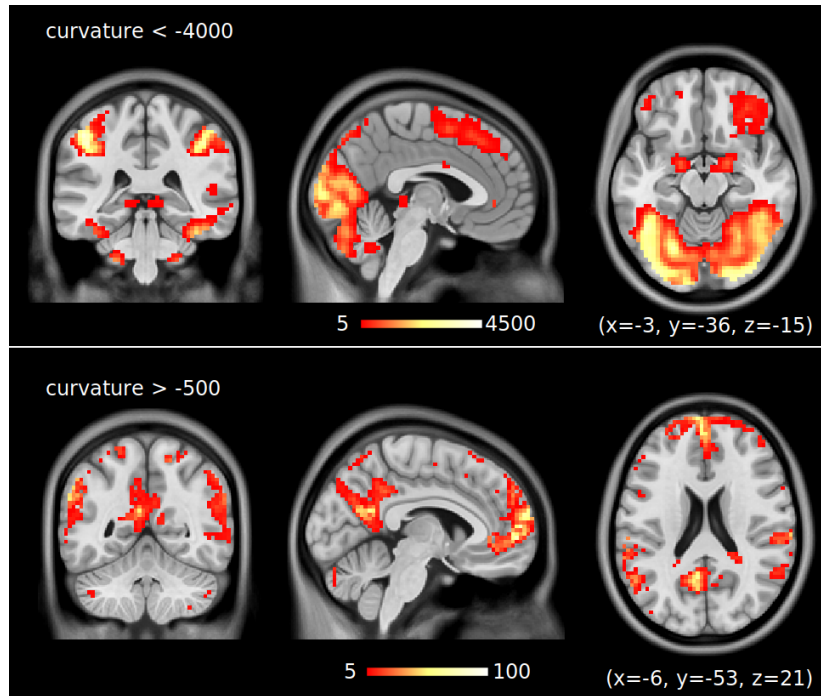 curvature < -4000
5 4500
(x=-3, y=-36, z=-15)
curvature > -500
5 100
(x=-6, y=-53, z=21)